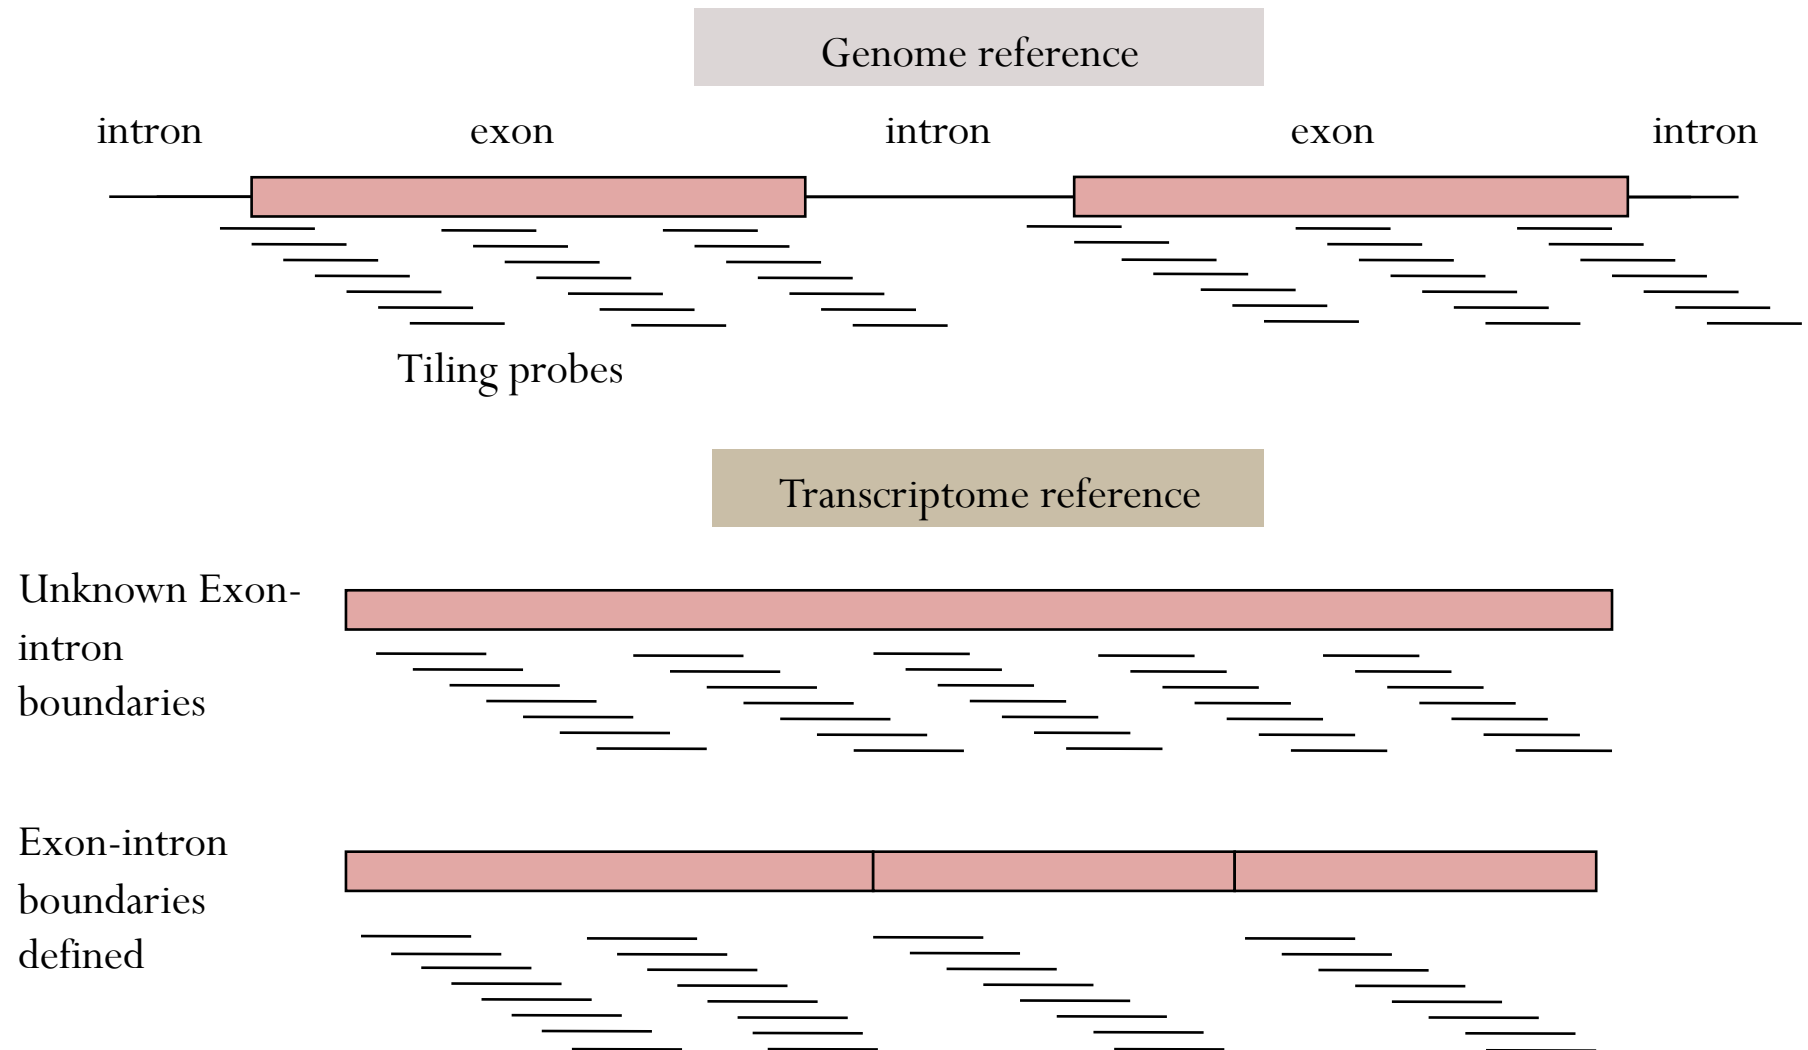 Genome reference
intron exon intron exon intron
Tiling probes
Transcriptome reference
Unknown Exon-
intron
boundaries
Exon-intron
boundaries
defined